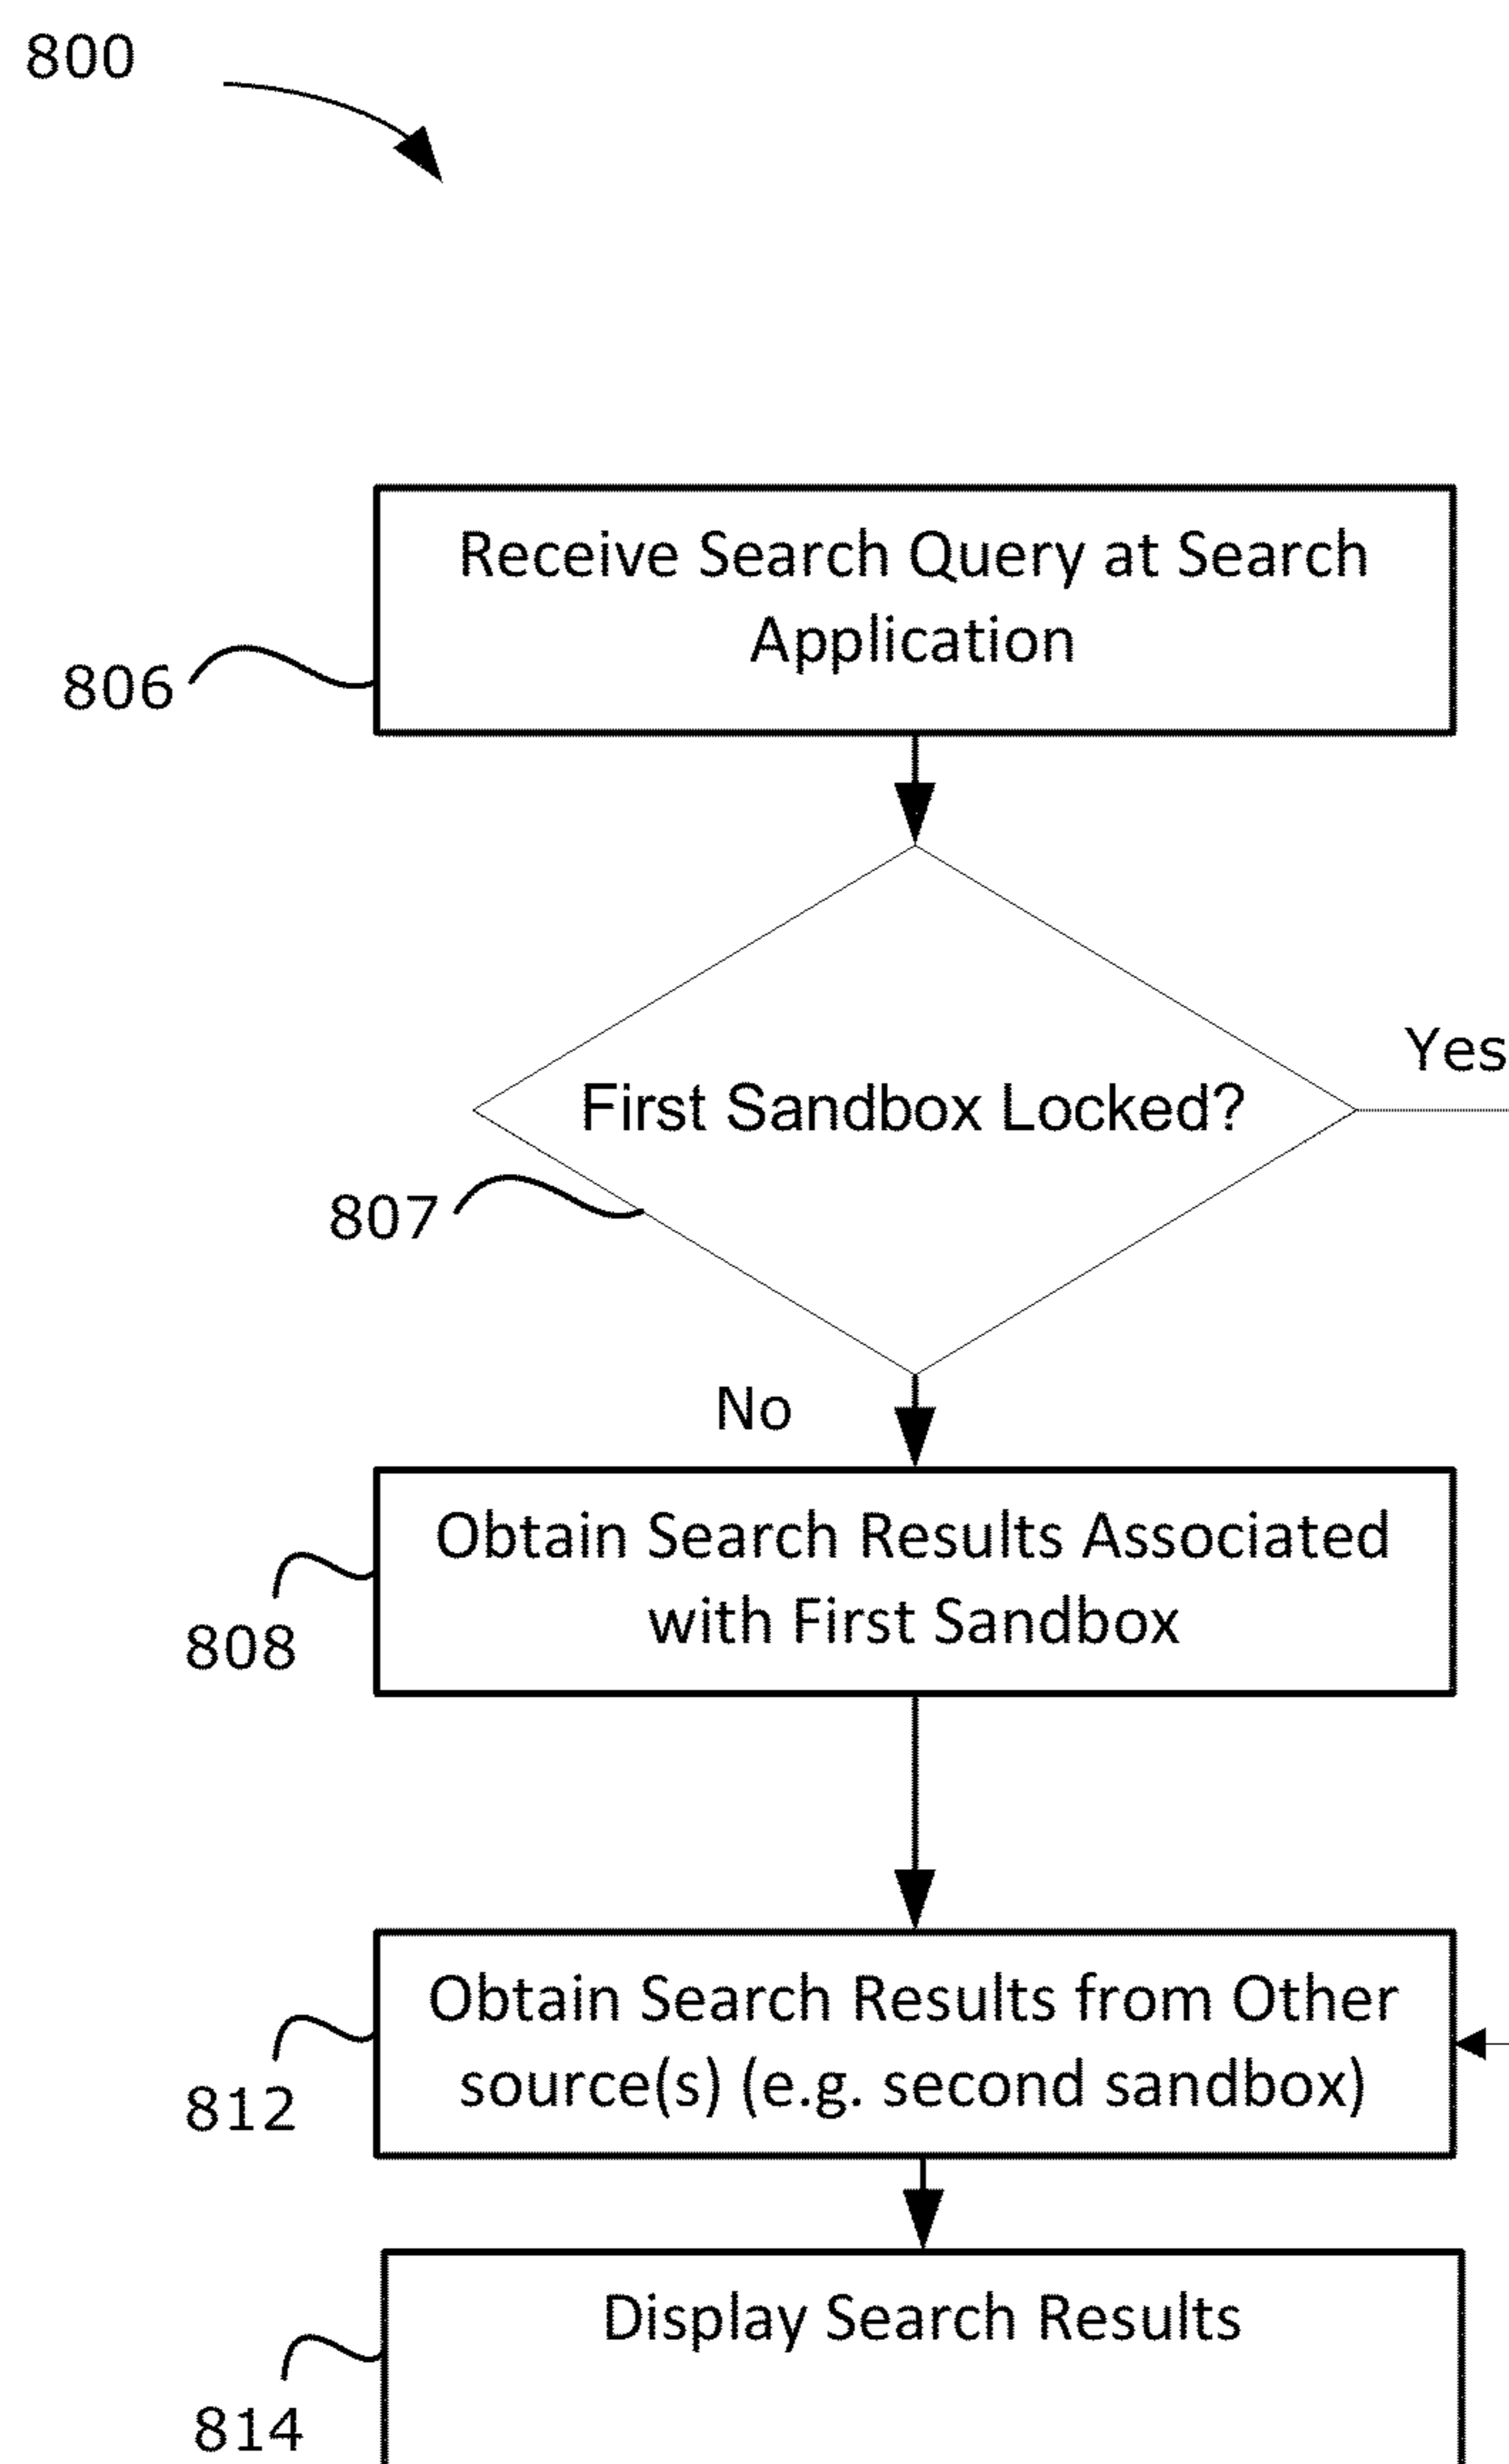 800
Receive Search Query at Search
Application
806
Yes
First Sandbox Locked?
807
No
Obtain Search Results Associated
with First Sandbox
808
Obtain Search Results from Other
source(s) (e.g. second sandbox)
812
Display Search Results
814